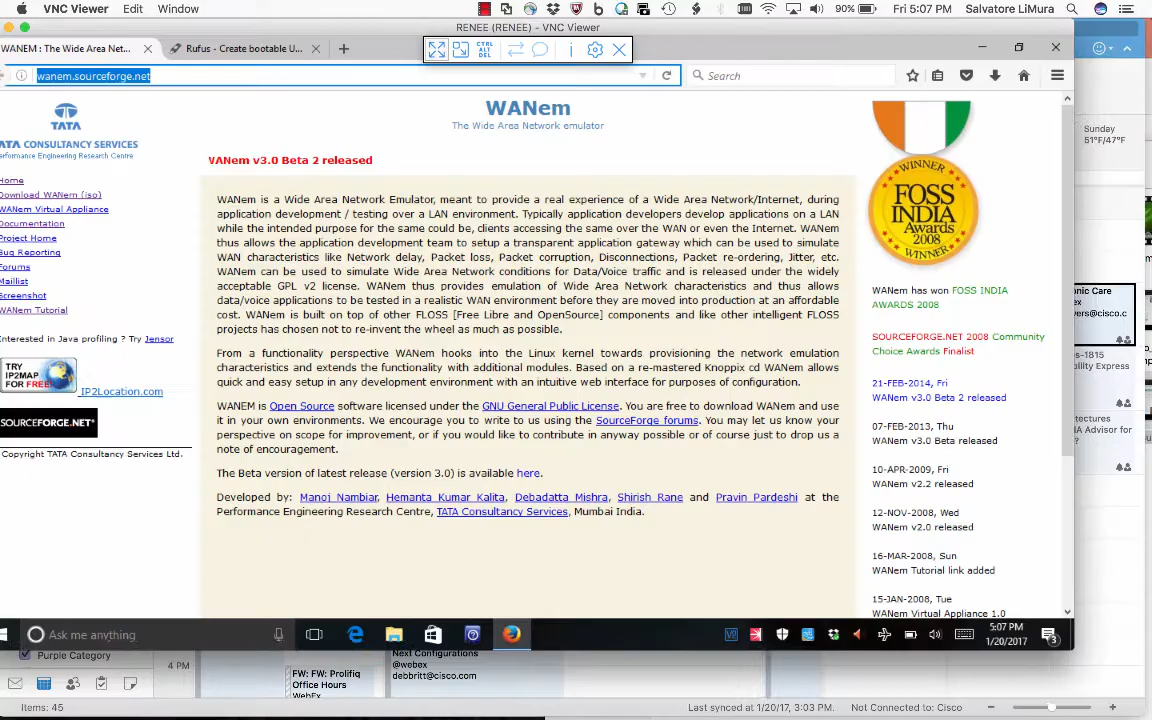 VNC Viewer Edit Window 90% Fri 5:07 PM Salvatore LiMura
RENEE (RENEE) - VNC Viewer
WANEM : The Wide Area Net... Rufus - Create bootable U...
CTRL ALT DEL
wanem.sourceforge.net
Search
TATA
TATA CONSULTANCY SERVICES
Performance Engineering Research Centre
WANem
The Wide Area Network emulator
WANem v3.0 Beta 2 released
Home
Download WANem (iso)
WANem Virtual Appliance
Documentation
Project Home
Bug Reporting
Forums
Maillist
Screenshot
WANem Tutorial
Interested in Java profiling ? Try Jensor
TRY
IP2MAP
FOR FREE
IP2Location.com
SOURCEFORGE.NET
Copyright TATA Consultancy Services Ltd.
WANem is a Wide Area Network Emulator, meant to provide a real experience of a Wide Area Network/Internet, during
application development / testing over a LAN environment. Typically application developers develop applications on a LAN
while the intended purpose for the same could be, clients accessing the same over the WAN or even the Internet. WANem
thus allows the application development team to setup a transparent application gateway which can be used to simulate
WAN characteristics like Network delay, Packet loss, Packet corruption, Disconnections, Packet re-ordering, Jitter, etc.
WANem can be used to simulate Wide Area Network conditions for Data/Voice traffic and is released under the widely
acceptable GPL v2 license. WANem thus provides emulation of Wide Area Network characteristics and thus allows
data/voice applications to be tested in a realistic WAN environment before they are moved into production at an affordable
cost. WANem is built on top of other FLOSS [Free Libre and OpenSource] components and like other intelligent FLOSS
projects has chosen not to re-invent the wheel as much as possible.
From a functionality perspective WANem hooks into the Linux kernel towards provisioning the network emulation
characteristics and extends the functionality with additional modules. Based on a re-mastered Knoppix cd WANem allows
quick and easy setup in any development environment with an intuitive web interface for purposes of configuration.
WANEM is Open Source software licensed under the GNU General Public License. You are free to download WANem and use
it in your own environments. We encourage you to write to us using the SourceForge forums. You may let us know your
perspective on scope for improvement, or if you would like to contribute in anyway possible or of course just to drop us a
note of encouragement.
The Beta version of latest release (version 3.0) is available here.
Developed by: Manoj Nambiar, Hemanta Kumar Kalita, Debadatta Mishra, Shirish Rane and Pravin Pardeshi at the
Performance Engineering Research Centre, TATA Consultancy Services, Mumbai India.
WINNER
FOSS
INDIA
Awards
2008
WINNER
WANem has won FOSS INDIA
AWARDS 2008
SOURCEFORGE.NET 2008 Community
Choice Awards Finalist
21-FEB-2014, Fri
WANem v3.0 Beta 2 released
07-FEB-2013, Thu
WANem v3.0 Beta released
10-APR-2009, Fri
WANem v2.2 released
12-NOV-2008, Wed
WANem v2.0 released
16-MAR-2008, Sun
WANem Tutorial link added
15-JAN-2008, Tue
WANem Virtual Appliance 1.0
Sunday
51°F/47°F
onic Care
ex
vers@cisco.c
es-1815
bility Express
ectures
MA Advisor for
?
Ask me anything
5:07 PM
1/20/2017
3
Purple Category
4 PM
FW: FW: Prolifiq
Office Hours
WebEx
Next Configurations
@webex
debbritt@cisco.com
Items: 45
Last synced at 1/20/17, 3:03 PM. Not Connected to: Cisco